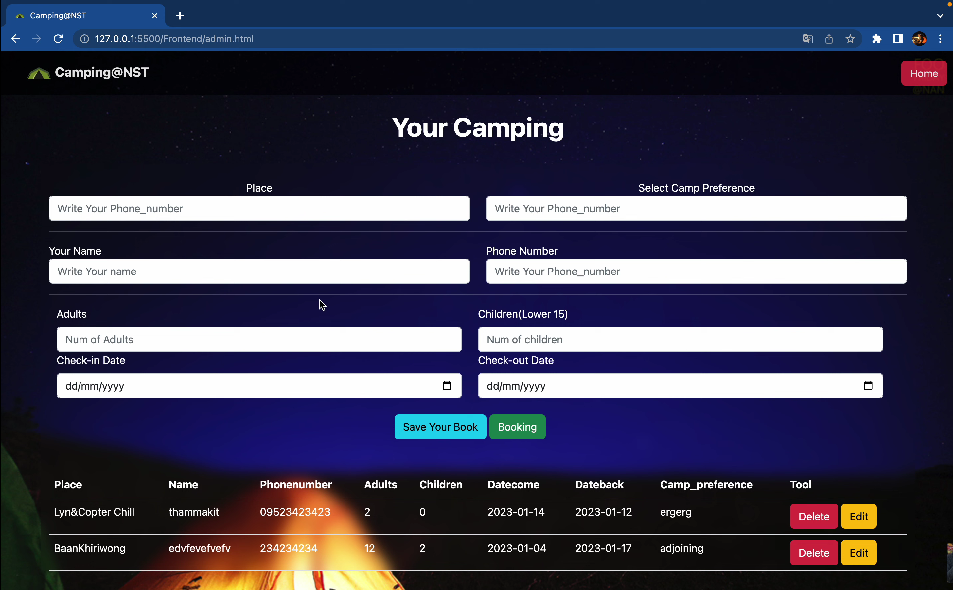 Camping@NST
127.0.0.1:5500/Frontend/admin.html
Camping@NST
Home
Your Camping
Place Select Camp Preference
Write Your Phone_number Write Your Phone_number
Your Name Phone Number
Write Your name Write Your Phone_number
Adults Children(Lower 15)
Num of Adults Num of children
Check-in Date Check-out Date
dd/mm/yyyy dd/mm/yyyy
Save Your Book Booking
Place Name Phonenumber Adults Children Datecome Dateback Camp_preference Tool
Lyn&Copter Chill thammakit 09523423423 2 0 2023-01-14 2023-01-12 ergerg Delete Edit
BaanKhiriwong edvfevefvefv 234234234 12 2 2023-01-04 2023-01-17 adjoining Delete Edit